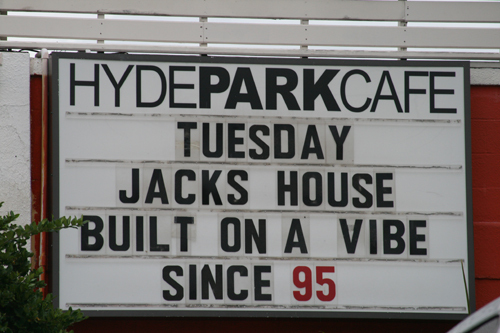 HYDEPARKCAFE
TUESDAY
JACKS HOUSE
BUILT ON A VIBE
SINCE 95